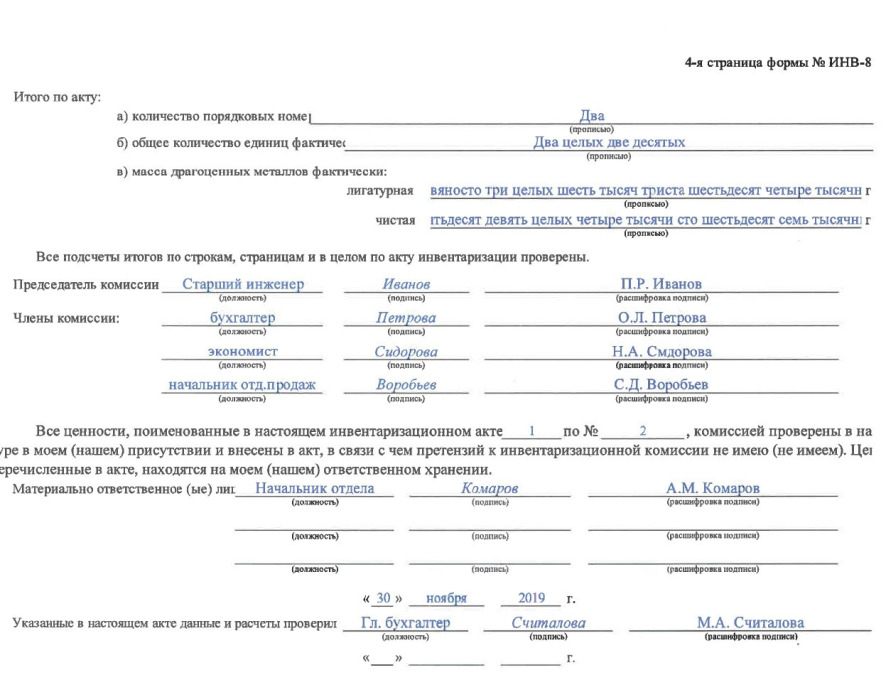 4-я страница формы № ИНВ-8
Итого по акту:
а) количество порядковых номе Два
(прописью)
б) общее количество единиц фактичес Два целых две десятых
(прописью)
в) масса драгоценных металлов фактически:
лигатурная вяносто три целых шесть тысяч триста шестьдесят четыре тысячн г
(прописью)
чистая тьдесят девять целых четыре тысячи сто шестьдесят семь тысячн г
(прописью)
Все подсчеты итогов по строкам, страницам и в целом по акту инвентаризации проверены.
Председатель комиссии Старший инженер Иванов П.Р. Иванов
(должность) (подпись) (расшифровка подписи)
Члены комиссии: бухгалтер Петрова О.Л. Петрова
(должность) (подпись) (расшифровка подписи)
экономист Сидорова Н.А. Смдорова
(должность) (подпись) (расшифровка подписи)
начальник отд.продаж Воробьев С.Д. Воробьев
(должность) (подпись) (расшифровка подписи)
Все ценности, поименованные в настоящем инвентаризационном акте 1 по № 2 , комиссией проверены в на
уре в моем (нашем) присутствии и внесены в акт, в связи с чем претензий к инвентаризационной комиссии не имею (не имеем). Цен
еречисленные в акте, находятся на моем (нашем) ответственном хранении.
Материально ответственное (ые) лиц Начальник отдела Комаров А.М. Комаров
(должность) (подпись) (расшифровка подписи)
(должность) (подпись) (расшифровка подписи)
(должность) (подпись) (расшифровка подписи)
« 30 » ноября 2019 г.
Указанные в настоящем акте данные и расчеты проверил Гл. бухгалтер Считалова М.А. Считалова
(должность) (подпись) (расшифровка подписи)
« » г.